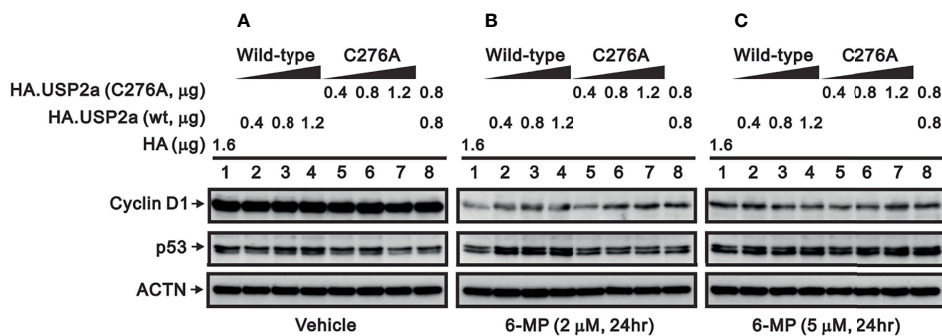 A B C
Wild-type C276A Wild-type C276A Wild-type C276A
HA.USP2a (C276A, µg) 0.4 0.8 1.2 0.8 0.4 0.8 1.2 0.8 0.4 0.8 1.2 0.8
HA.USP2a (wt, µg) 0.4 0.8 1.2 0.8 0.4 0.8 1.2 0.8 0.4 0.8 1.2 0.8
HA (µg) 1.6 1.6 1.6
1 2 3 4 5 6 7 8 1 2 3 4 5 6 7 8 1 2 3 4 5 6 7 8
Cyclin D1
p53
ACTN
Vehicle 6-MP (2 µM, 24hr) 6-MP (5 µM, 24hr)